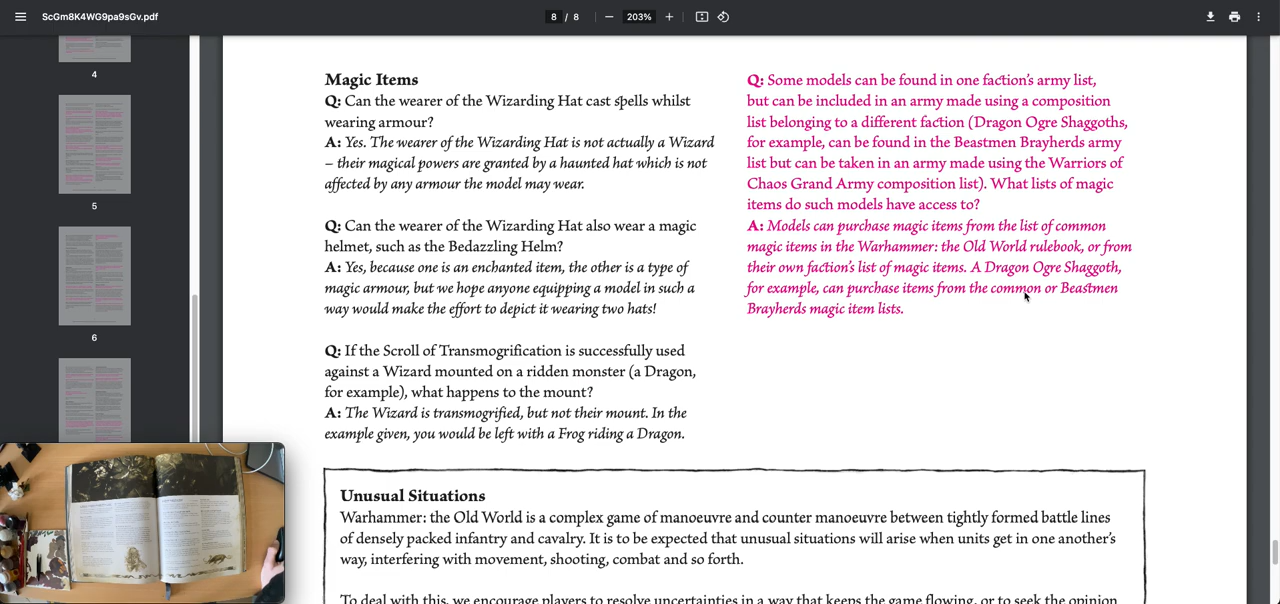 ScGm8K4WG9pa9sGv.pdf
8 / 8
203%
4
5
6
Magic Items
Q: Can the wearer of the Wizarding Hat cast spells whilst
wearing armour?
A: Yes. The wearer of the Wizarding Hat is not actually a Wizard
– their magical powers are granted by a haunted hat which is not
affected by any armour the model may wear.
Q: Can the wearer of the Wizarding Hat also wear a magic
helmet, such as the Bedazzling Helm?
A: Yes, because one is an enchanted item, the other is a type of
magic armour, but we hope anyone equipping a model in such a
way would make the effort to depict it wearing two hats!
Q: If the Scroll of Transmogrification is successfully used
against a Wizard mounted on a ridden monster (a Dragon,
for example), what happens to the mount?
A: The Wizard is transmogrified, but not their mount. In the
example given, you would be left with a Frog riding a Dragon.
Q: Some models can be found in one faction's army list,
but can be included in an army made using a composition
list belonging to a different faction (Dragon Ogre Shaggoths,
for example, can be found in the Beastmen Brayherds army
list but can be taken in an army made using the Warriors of
Chaos Grand Army composition list). What lists of magic
items do such models have access to?
A: Models can purchase magic items from the list of common
magic items in the Warhammer: the Old World rulebook, or from
their own faction's list of magic items. A Dragon Ogre Shaggoth,
for example, can purchase items from the common or Beastmen
Brayherds magic item lists.
Unusual Situations
Warhammer: the Old World is a complex game of manoeuvre and counter manoeuvre between tightly formed battle lines
of densely packed infantry and cavalry. It is to be expected that unusual situations will arise when units get in one another's
way, interfering with movement, shooting, combat and so forth.
To deal with this, we encourage players to resolve uncertainties in a way that keeps the game flowing, or to seek the opinion